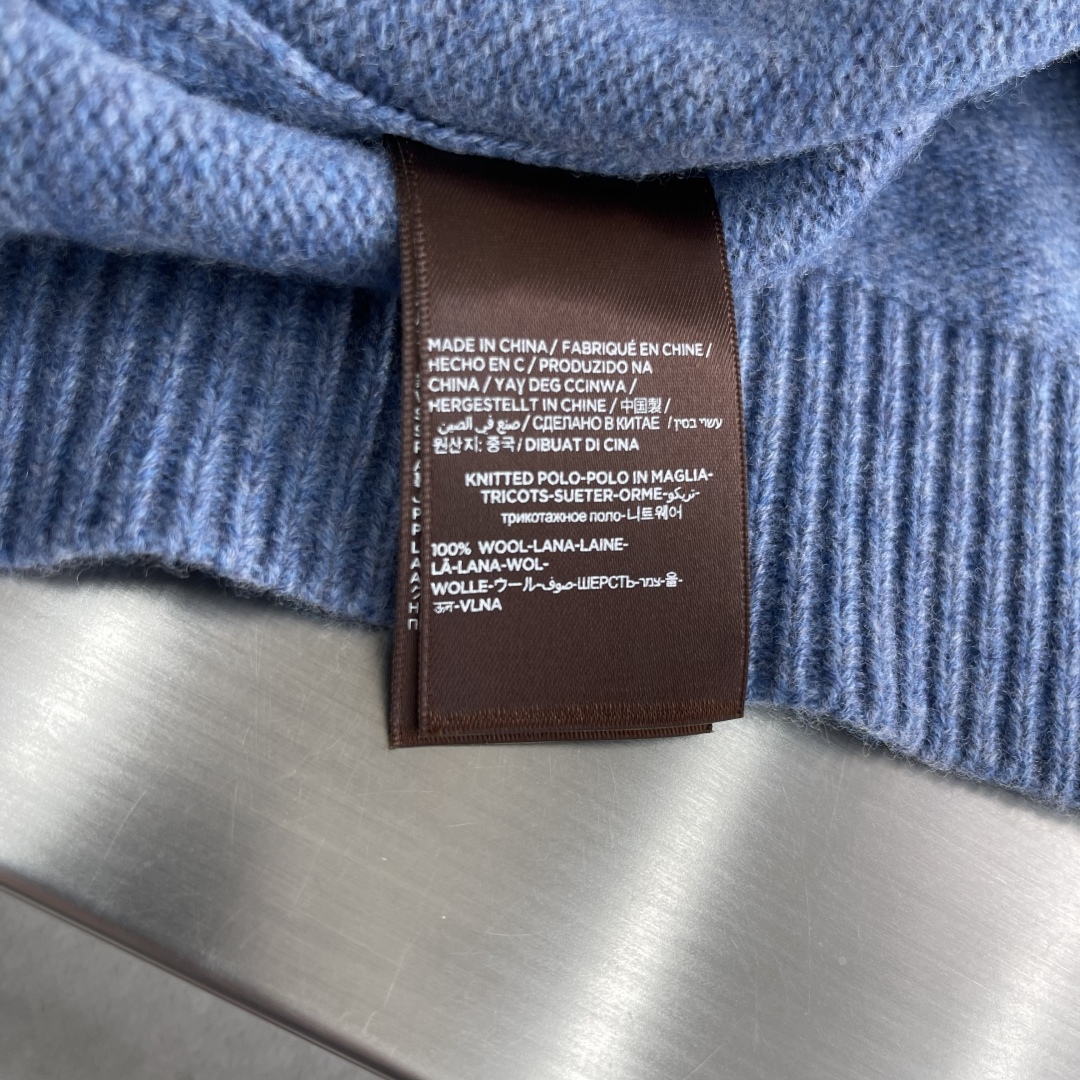 MADE IN CHINA / FABRIQUÉ EN CHINE /
HECHO EN C / PRODUZIDO NA
CHINA / YAY DEG CCINWA /
HERGESTELLT IN CHINE / 中国製 /
صنع في الصين / СДЕЛАНО В КИТАЕ /
원산지: 중국 / DIBUAT DI CINA
KNITTED POLO-POLO IN MAGLIA-
TRICOTS-SUETER-ORME-تريكو-
трикотажное поло-니트웨어
100% WOOL-LANA-LAINE-
LÃ-LANA-WOL-
WOLLE-ウール-صوف-ШЕРСТЬ-צמר-울-
ऊन-VLNA